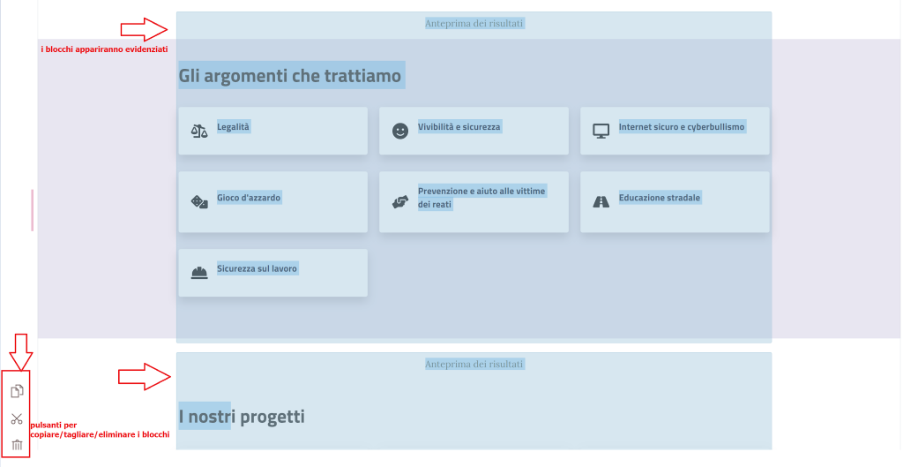 Anteprima dei risultati
i blocchi appariranno evidenziati
Gli argomenti che trattiamo
Legalità
Vivibilità e sicurezza
Internet sicuro e cyberbullismo
Gioco d'azzardo
Prevenzione e aiuto alle vittime
dei reati
Educazione stradale
Sicurezza sul lavoro
Anteprima dei risultati
I nostri progetti
pulsanti per
copiare/tagliare/eliminare i blocchi